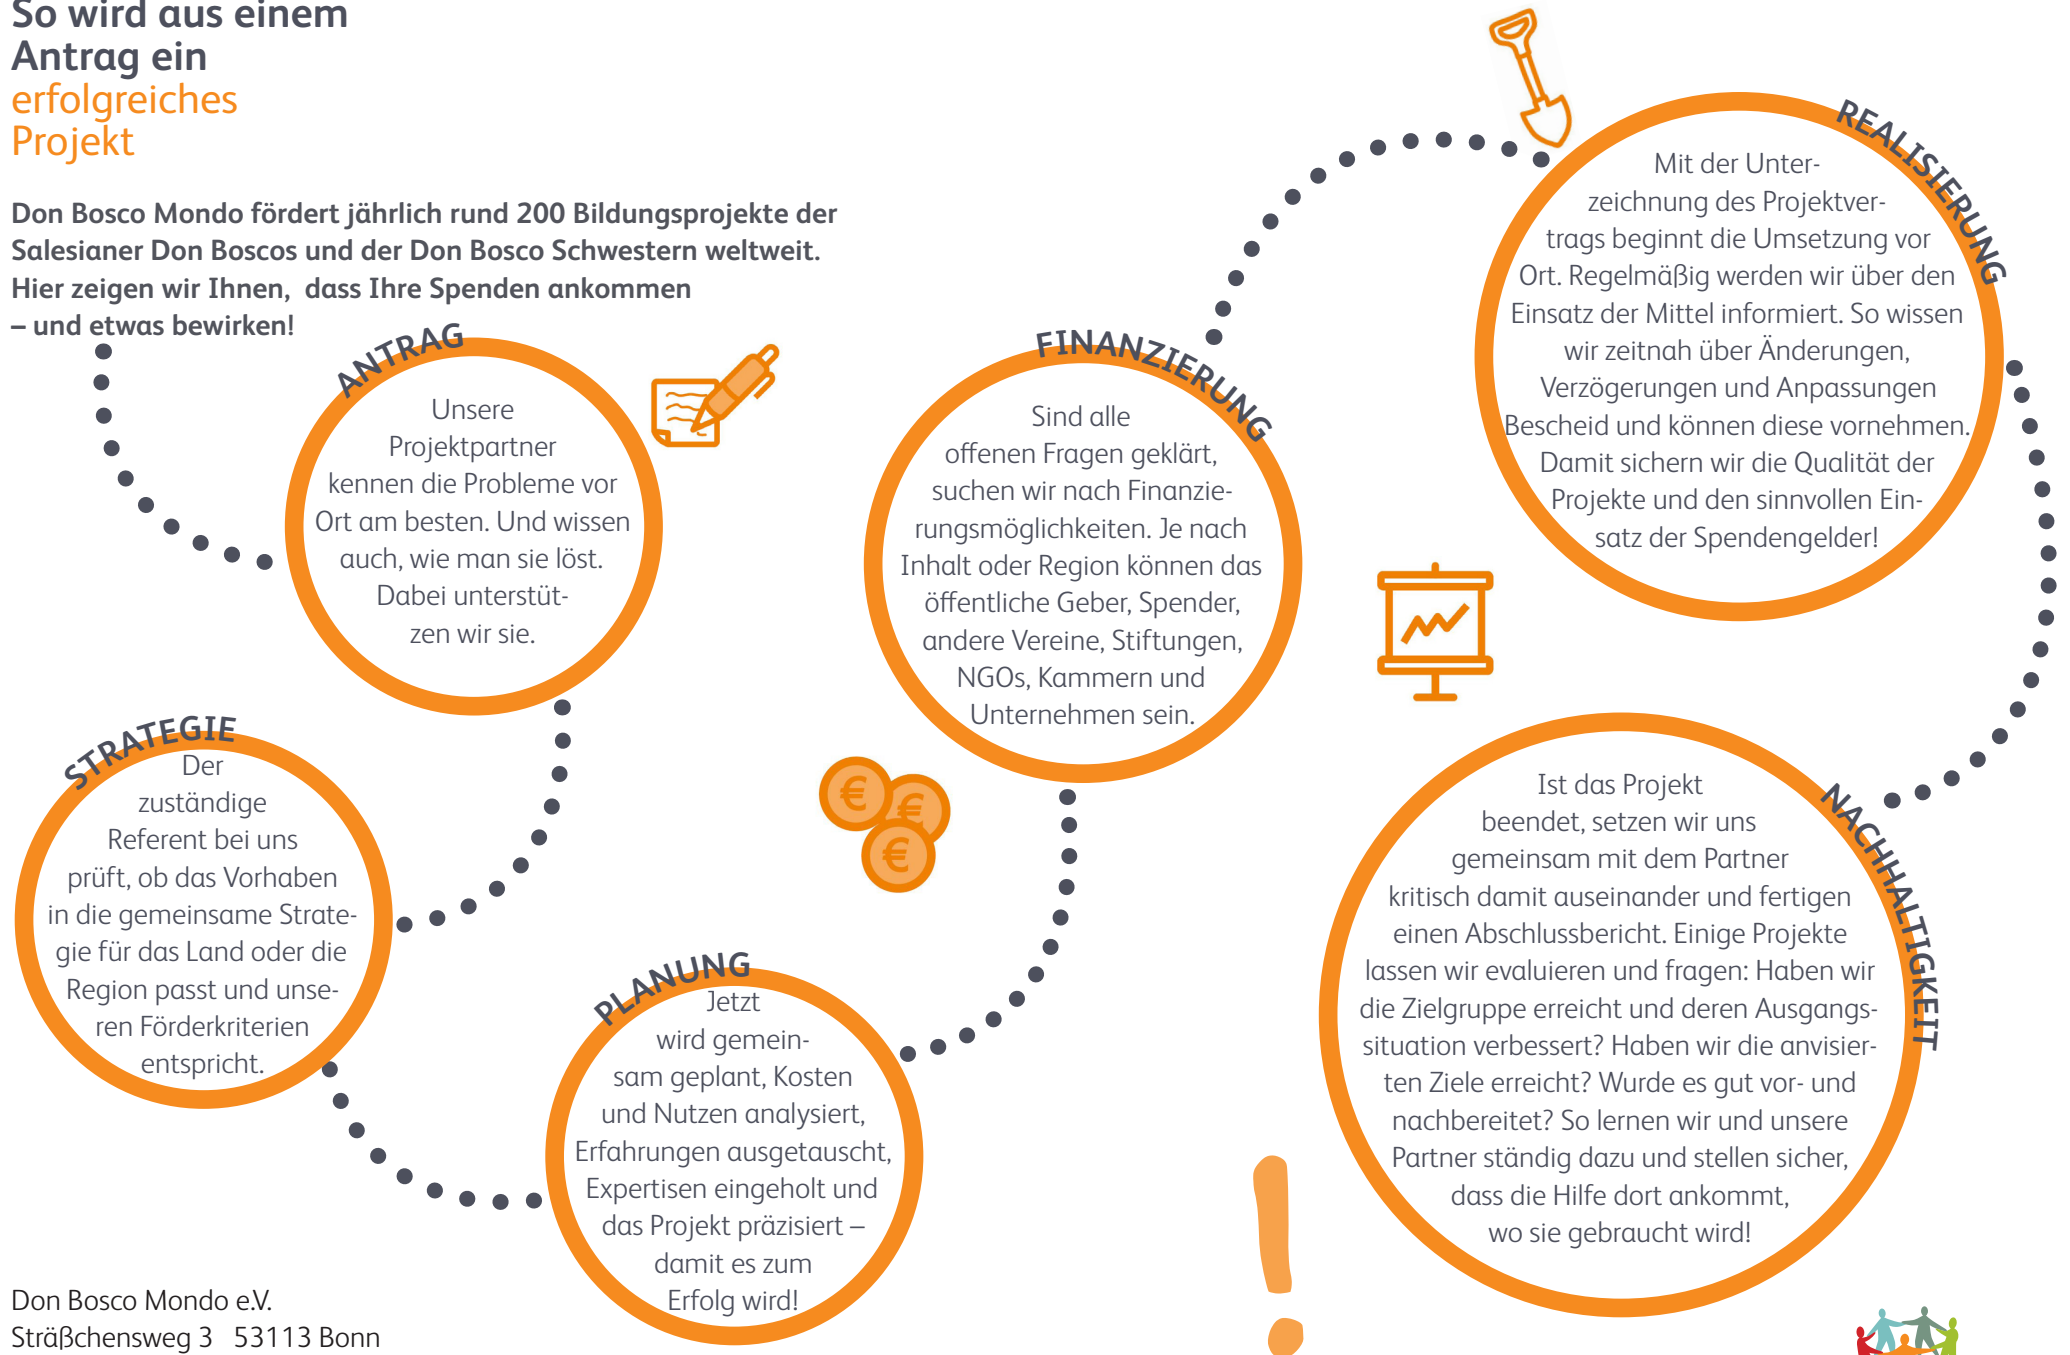 So wird aus einem
Antrag ein
erfolgreiches
Projekt
Don Bosco Mondo fördert jährlich rund 200 Bildungsprojekte der
Salesianer Don Boscos und der Don Bosco Schwestern weltweit.
Hier zeigen wir Ihnen, dass Ihre Spenden ankommen
– und etwas bewirken!
ANTRAG
Unsere
Projektpartner
kennen die Probleme vor
Ort am besten. Und wissen
auch, wie man sie löst.
Dabei unterstüt-
zen wir sie.
STRATEGIE
Der
zuständige
Referent bei uns
prüft, ob das Vorhaben
in die gemeinsame Strate-
gie für das Land oder die
Region passt und unse-
ren Förderkriterien
entspricht.
PLANUNG
Jetzt
wird gemein-
sam geplant, Kosten
und Nutzen analysiert,
Erfahrungen ausgetauscht,
Expertisen eingeholt und
das Projekt präzisiert –
damit es zum
Erfolg wird!
FINANZIERUNG
Sind alle
offenen Fragen geklärt,
suchen wir nach Finanzie-
rungsmöglichkeiten. Je nach
Inhalt oder Region können das
öffentliche Geber, Spender,
andere Vereine, Stiftungen,
NGOs, Kammern und
Unternehmen sein.
€
€
€
REALISIERUNG
Mit der Unter-
zeichnung des Projektver-
trags beginnt die Umsetzung vor
Ort. Regelmäßig werden wir über den
Einsatz der Mittel informiert. So wissen
wir zeitnah über Änderungen,
Verzögerungen und Anpassungen
Bescheid und können diese vornehmen.
Damit sichern wir die Qualität der
Projekte und den sinnvollen Ein-
satz der Spendengelder!
NACHHALTIGKEIT
Ist das Projekt
beendet, setzen wir uns
gemeinsam mit dem Partner
kritisch damit auseinander und fertigen
einen Abschlussbericht. Einige Projekte
lassen wir evaluieren und fragen: Haben wir
die Zielgruppe erreicht und deren Ausgangs-
situation verbessert? Haben wir die anvisier-
ten Ziele erreicht? Wurde es gut vor- und
nachbereitet? So lernen wir und unsere
Partner ständig dazu und stellen sicher,
dass die Hilfe dort ankommt,
wo sie gebraucht wird!
!
Don Bosco Mondo e.V.
Sträßchensweg 3 53113 Bonn